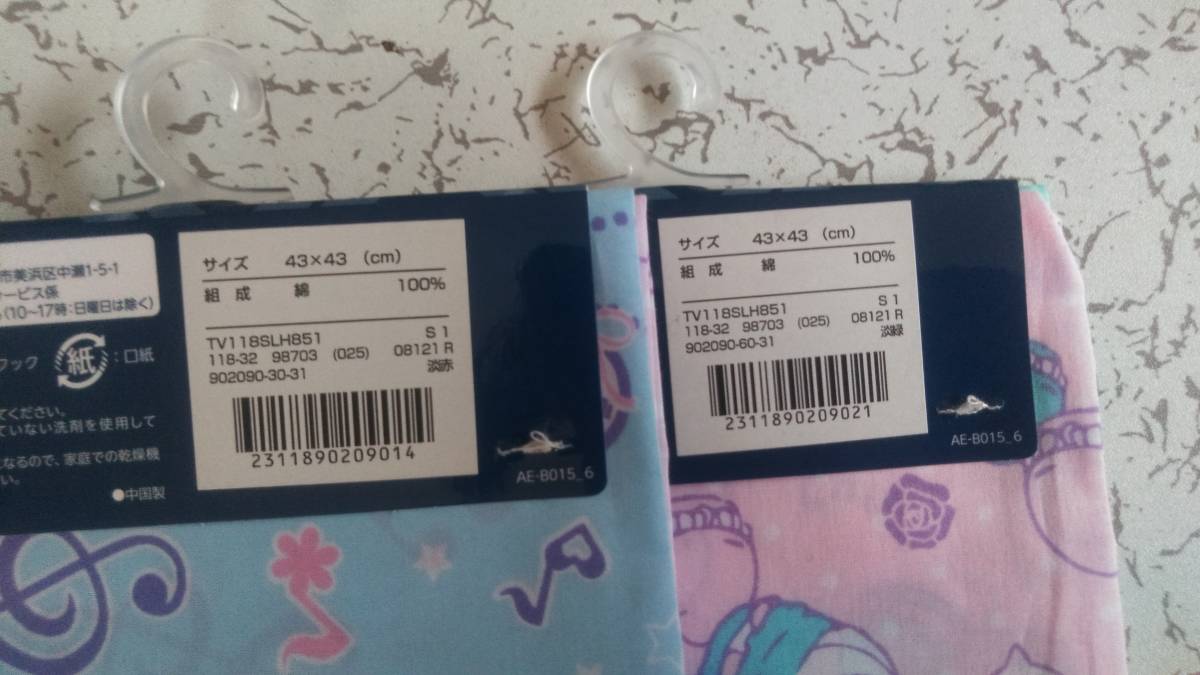 市美浜区中瀬1-5-1
ービス係
(10～17時:日曜日は除く)
フック 紙 : 口紙
てください。
ていない洗剤を使用して
なるので、家庭での乾燥機
い。
●中国製
サイズ 43×43 (cm)
組成 綿 100%
TV118SLH851 S 1
118-32 98703 (025) 08121 R
902090-30-31 淡赤
2311890209014
AE-B015_6
サイズ 43×43 (cm)
組成 綿 100%
TV118SLH851 S 1
118-32 98703 (025) 08121 R
902090-60-31 淡緑
2311890209021
AE-B015_6